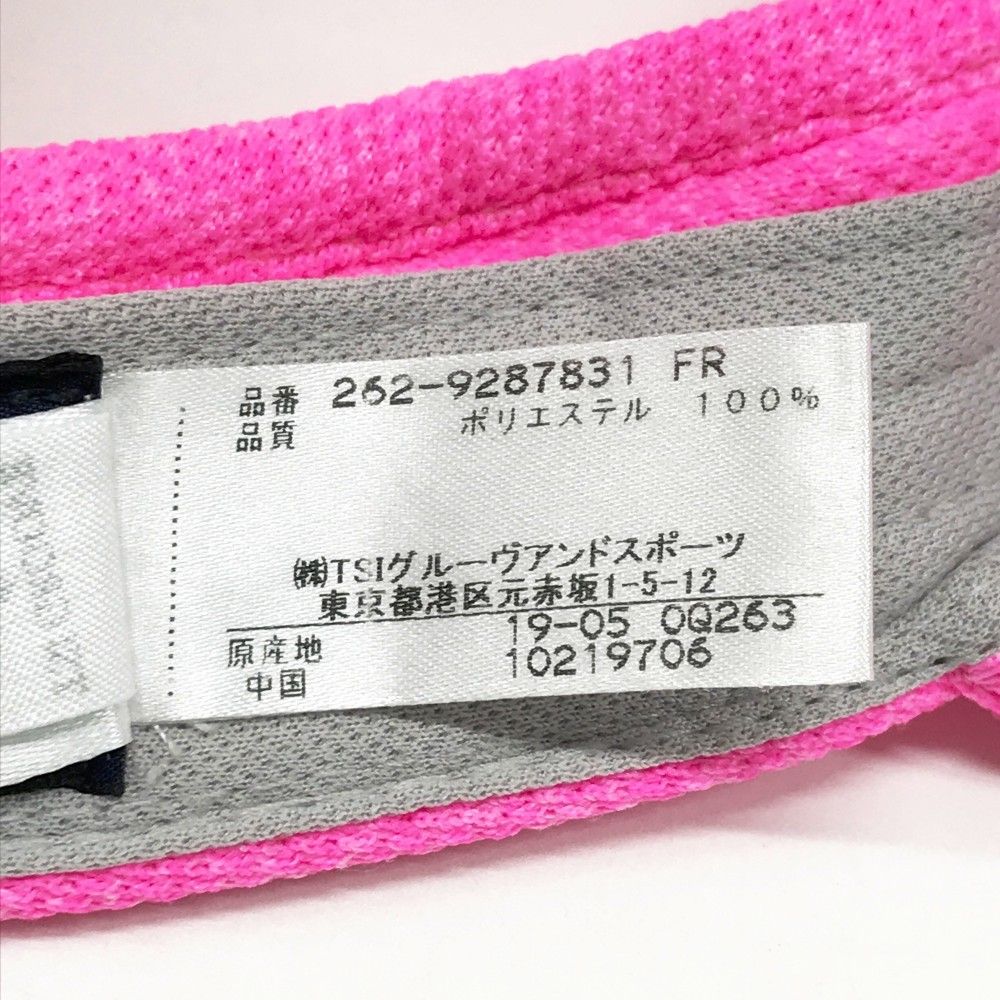 品番 262-9287831 FR
品質 ポリエステル 100%
㈱TSIグルーヴアンドスポーツ
東京都港区元赤坂1-5-12
19-05 0Q263
原産地 10219706
中国